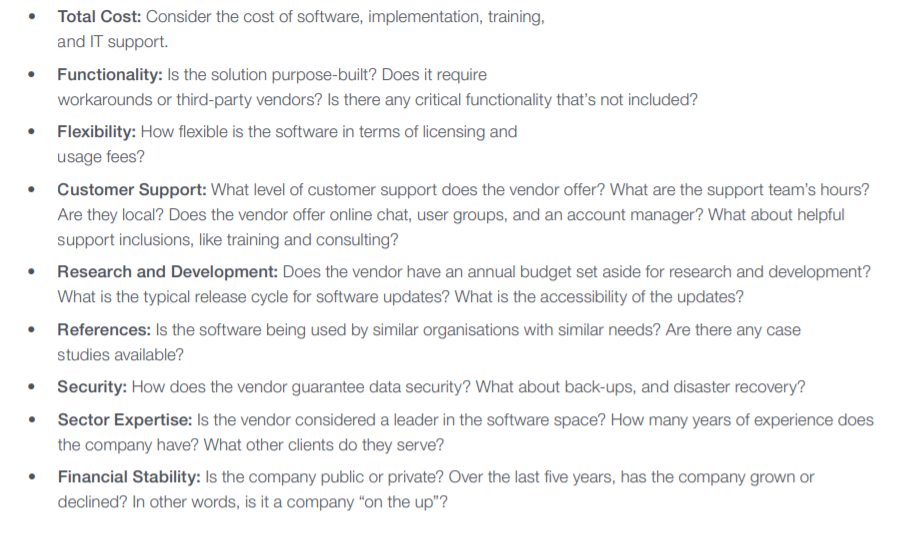 • Total Cost: Consider the cost of software, implementation, training,
and IT support.
• Functionality: Is the solution purpose-built? Does it require
workarounds or third-party vendors? Is there any critical functionality that’s not included?
• Flexibility: How flexible is the software in terms of licensing and
usage fees?
• Customer Support: What level of customer support does the vendor offer? What are the support team’s hours?
Are they local? Does the vendor offer online chat, user groups, and an account manager? What about helpful
support inclusions, like training and consulting?
• Research and Development: Does the vendor have an annual budget set aside for research and development?
What is the typical release cycle for software updates? What is the accessibility of the updates?
• References: Is the software being used by similar organisations with similar needs? Are there any case
studies available?
• Security: How does the vendor guarantee data security? What about back-ups, and disaster recovery?
• Sector Expertise: Is the vendor considered a leader in the software space? How many years of experience does
the company have? What other clients do they serve?
• Financial Stability: Is the company public or private? Over the last five years, has the company grown or
declined? In other words, is it a company “on the up”?